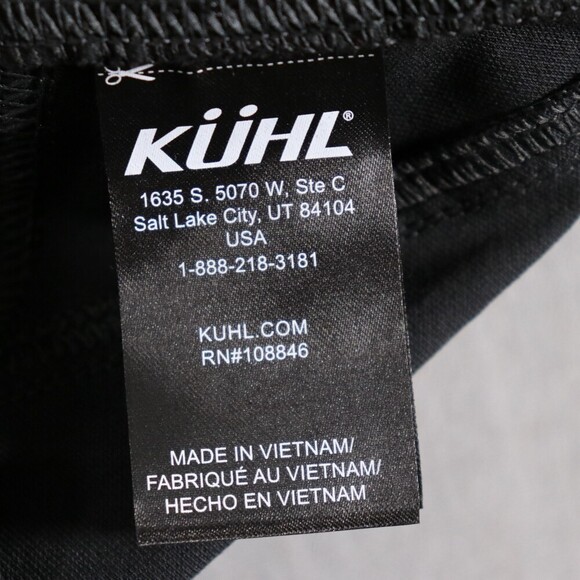 KÜHL®
1635 S. 5070 W, Ste C
Salt Lake City, UT 84104
USA
1-888-218-3181
KUHL.COM
RN#108846
MADE IN VIETNAM/
FABRIQUÉ AU VIETNAM/
HECHO EN VIETNAM